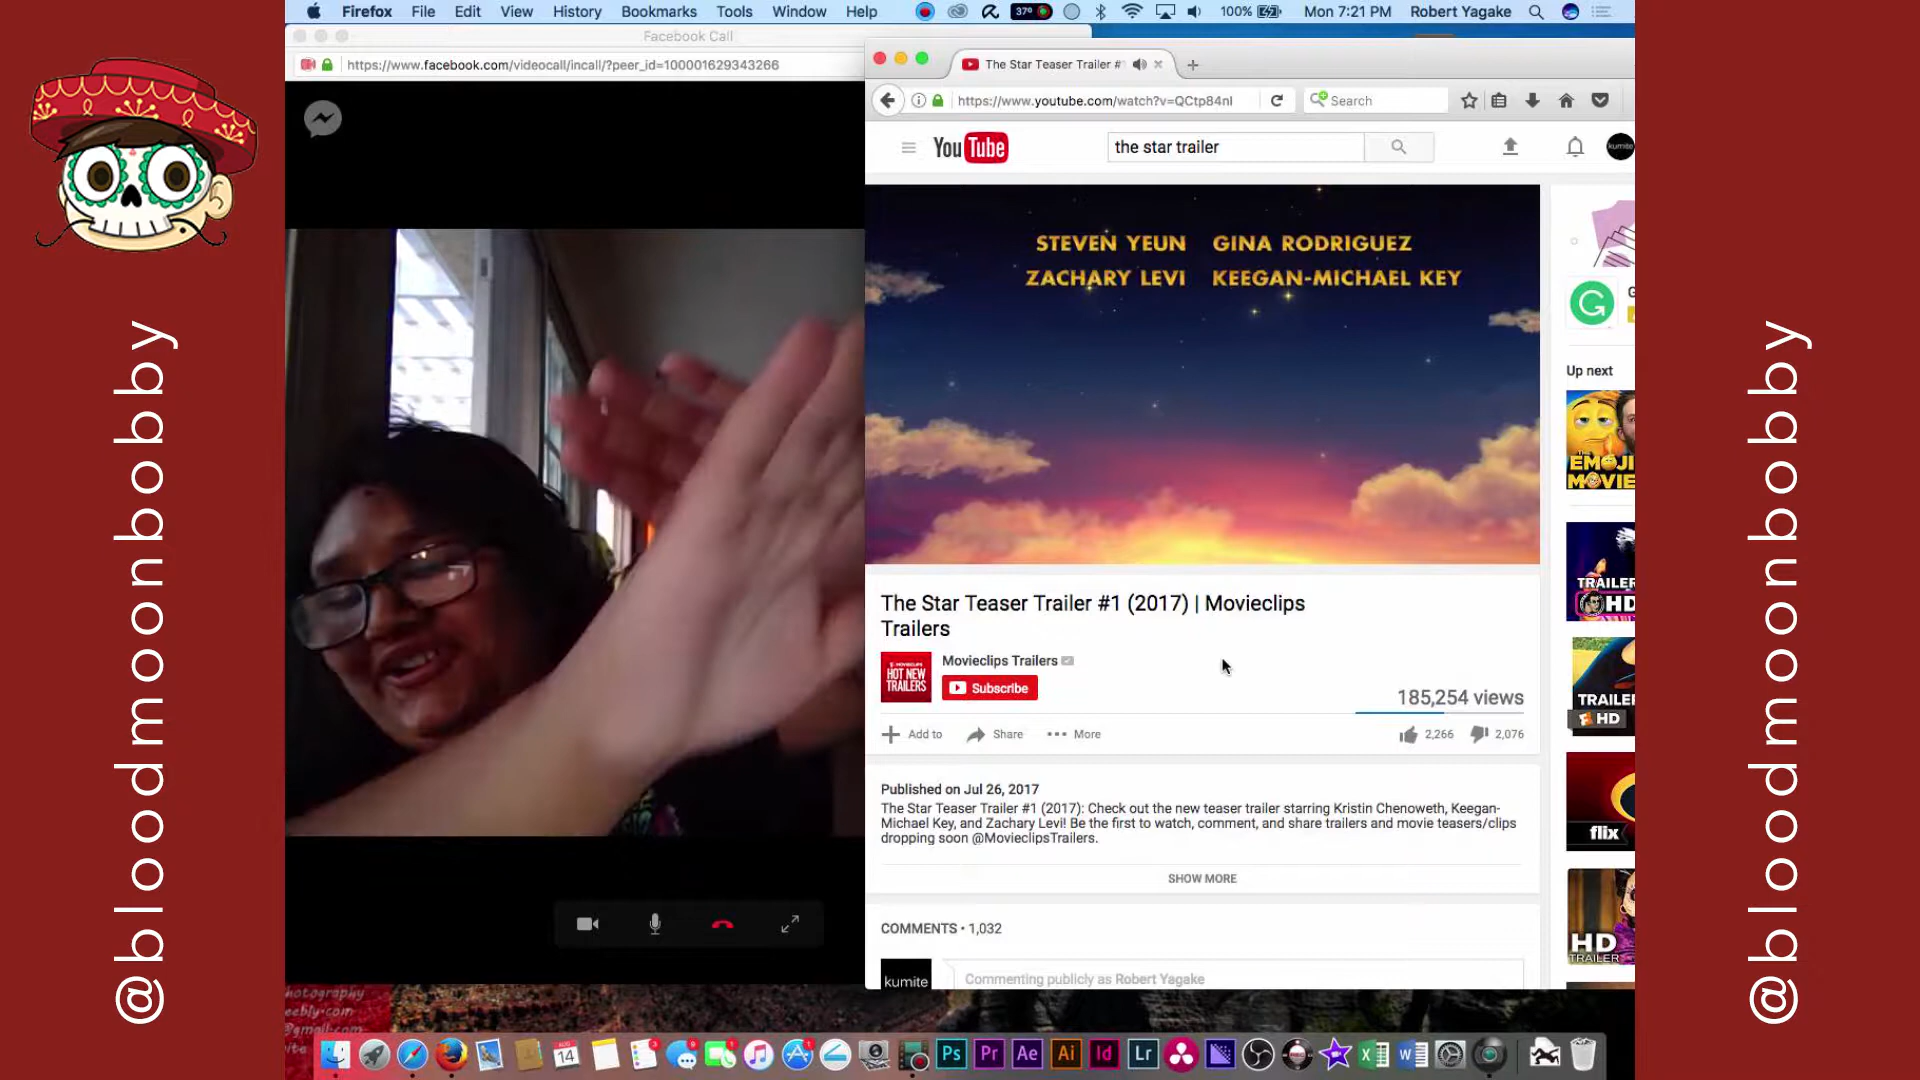 Firefox File Edit View History Bookmarks Tools Window Help 37° 100% Mon 7:21 PM Robert Yagake
Facebook Call
https://www.facebook.com/videocall/incall/?peer_id=100001629343266
The Star Teaser Trailer #
https://www.youtube.com/watch?v=QCtp84nI
Search
YouTube
the star trailer
kumite
STEVEN YEUN GINA RODRIGUEZ
ZACHARY LEVI KEEGAN-MICHAEL KEY
The Star Teaser Trailer #1 (2017) | Movieclips
Trailers
MOVIECLIPS
HOT NEW
TRAILERS
Movieclips Trailers
Subscribe
185,254 views
Add to Share More
2,266 2,076
Published on Jul 26, 2017
The Star Teaser Trailer #1 (2017): Check out the new teaser trailer starring Kristin Chenoweth, Keegan-
Michael Key, and Zachary Levi! Be the first to watch, comment, and share trailers and movie teasers/clips
dropping soon @MovieclipsTrailers.
SHOW MORE
COMMENTS • 1,032
kumite
Commenting publicly as Robert Yagake
G
Up next
EMOJI
MOVIE
TRAILER
HD
TRAILER
HD
flix
HD
TRAILER
AUG
14
Ps Pr Ae Ai Id Lr
@bloodmoonbobby
@bloodmoonbobby